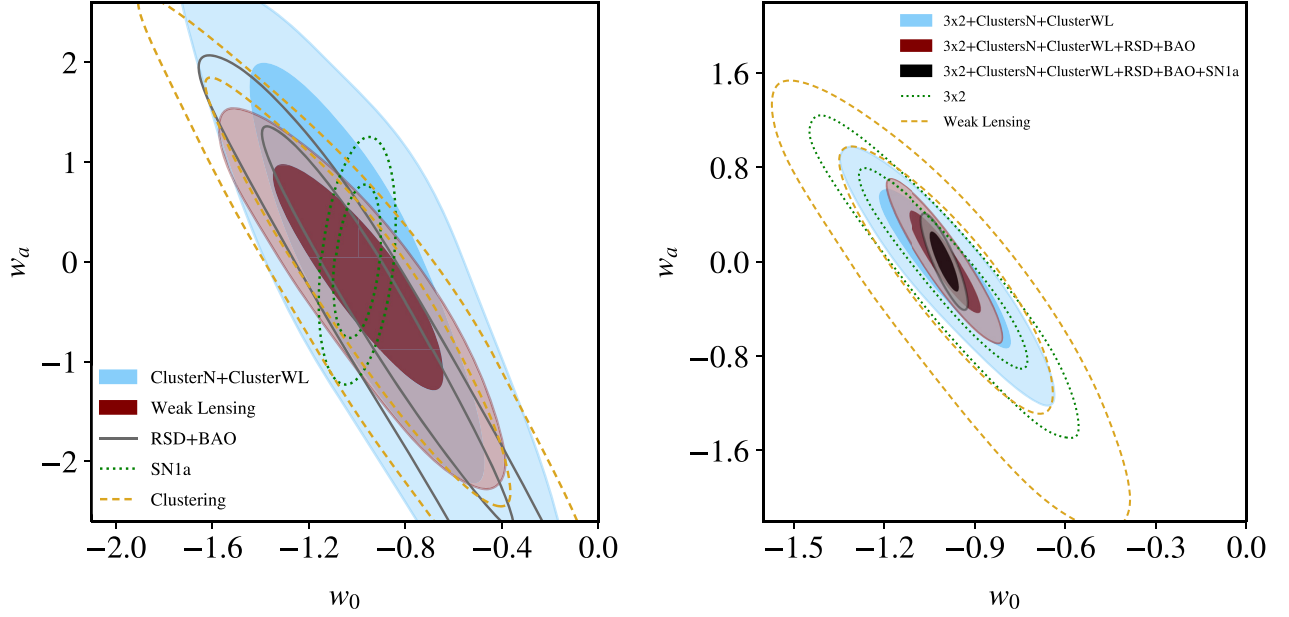 2
1
0
−1
−2
w_a
−2.0 −1.6 −1.2 −0.8 −0.4 0.0
w_0
ClusterN+ClusterWL
Weak Lensing
RSD+BAO
SN1a
Clustering
1.6
0.8
0.0
−0.8
−1.6
w_a
−1.5 −1.2 −0.9 −0.6 −0.3 0.0
w_0
3x2+ClustersN+ClusterWL
3x2+ClustersN+ClusterWL+RSD+BAO
3x2+ClustersN+ClusterWL+RSD+BAO+SN1a
3x2
Weak Lensing